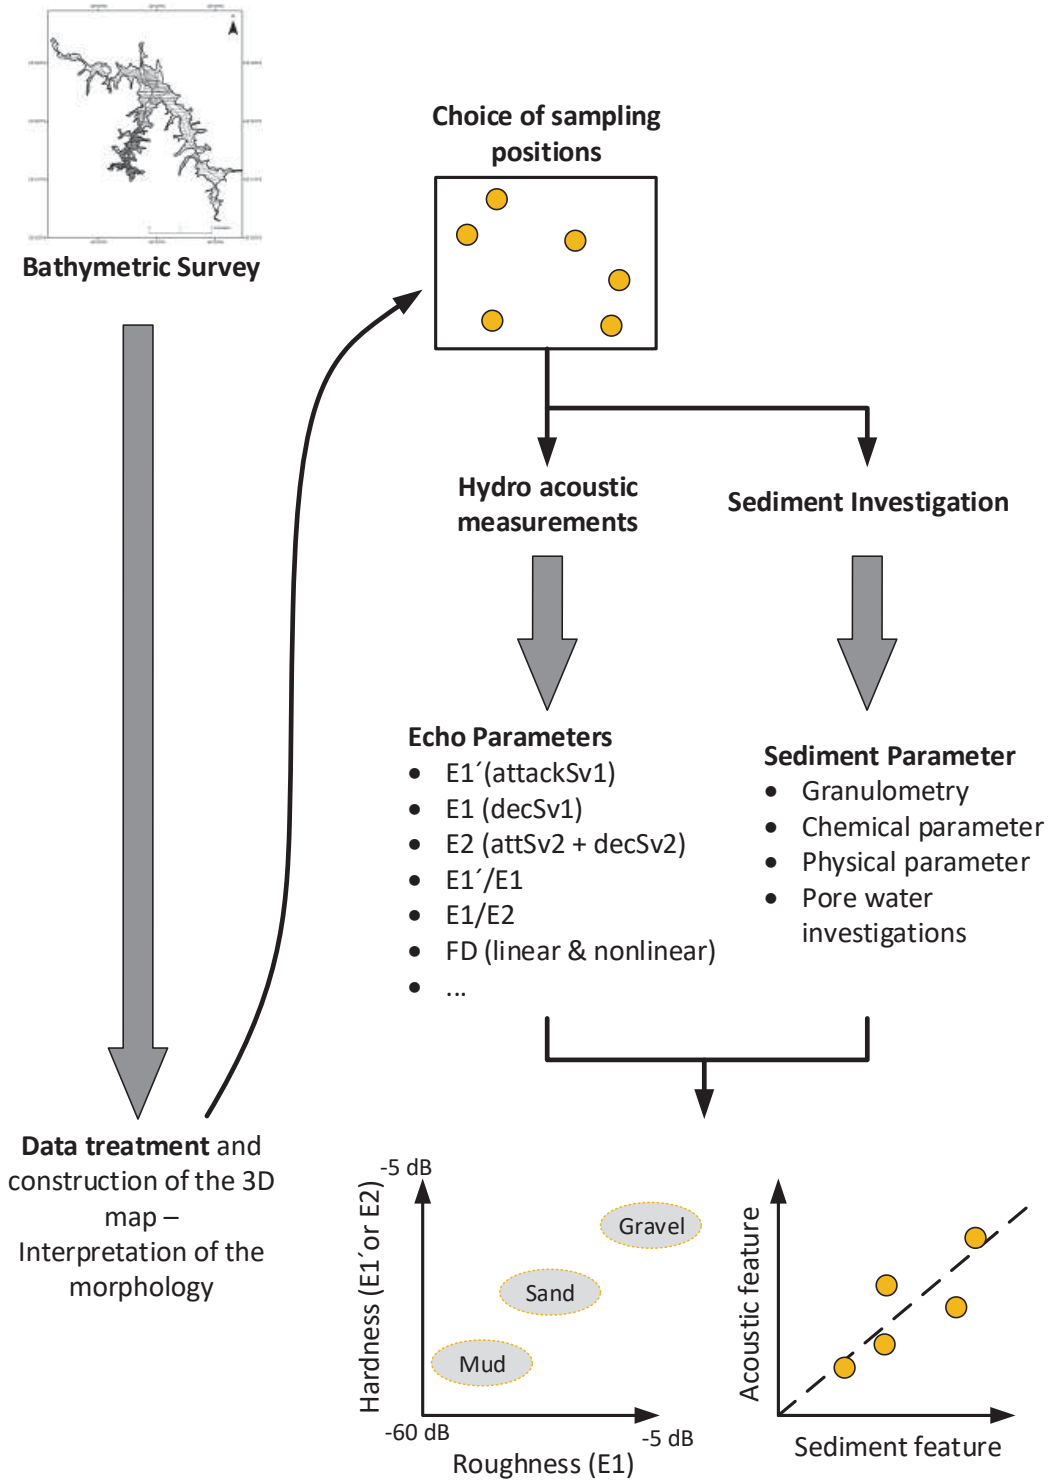 Bathymetric Survey
Choice of sampling
positions
Hydro acoustic
measurements
Sediment Investigation
Echo Parameters
• E1´(attackSv1)
• E1 (decSv1)
• E2 (attSv2 + decSv2)
• E1´/E1
• E1/E2
• FD (linear & nonlinear)
• ...
Sediment Parameter
• Granulometry
• Chemical parameter
• Physical parameter
• Pore water
investigations
Data treatment and
construction of the 3D
map –
Interpretation of the
morphology
-5 dB
Hardness (E1´or E2)
Gravel
Sand
Mud
-60 dB
-5 dB
Roughness (E1)
Acoustic feature
Sediment feature